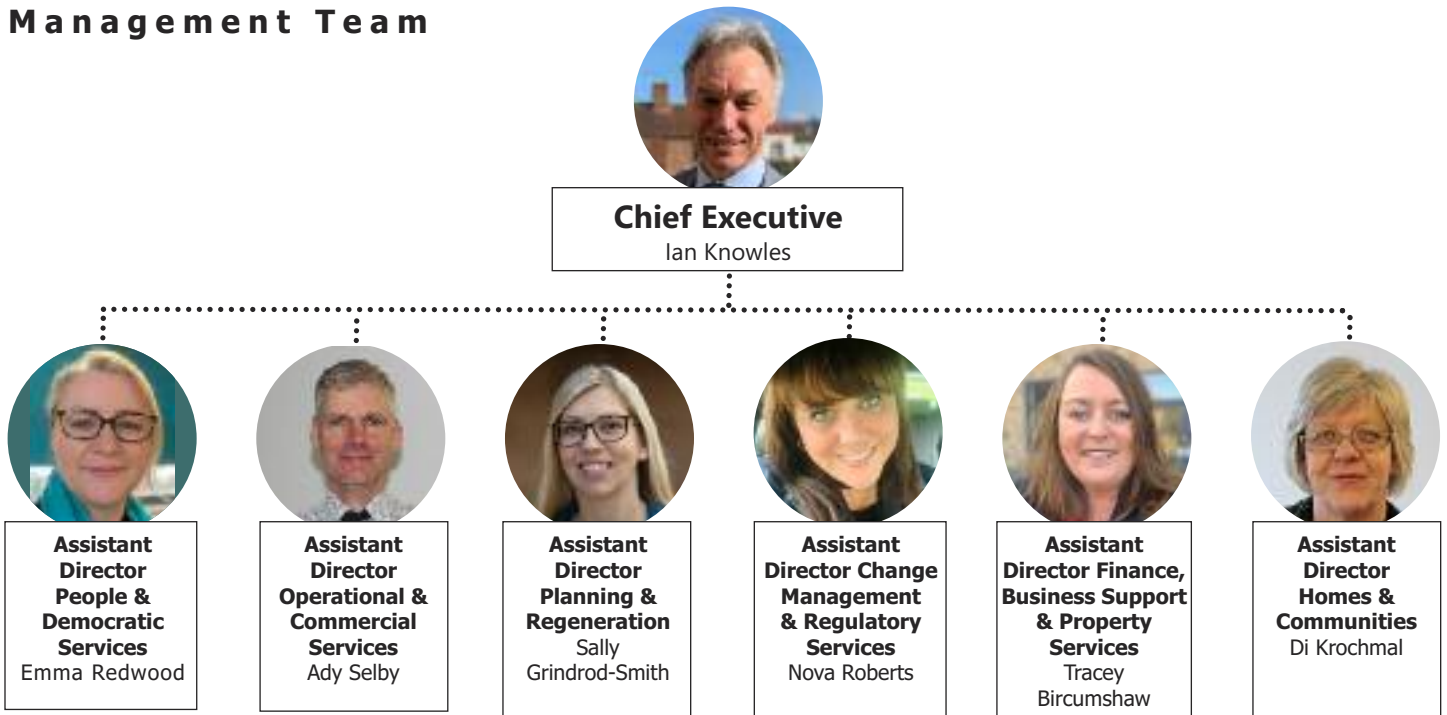 Management Team
Chief Executive
Ian Knowles
Assistant
Director
People &
Democratic
Services
Emma Redwood
Assistant
Director
Operational &
Commercial
Services
Ady Selby
Assistant
Director
Planning &
Regeneration
Sally
Grindrod-Smith
Assistant
Director Change
Management
& Regulatory
Services
Nova Roberts
Assistant
Director Finance,
Business Support
& Property
Services
Tracey
Bircumshaw
Assistant
Director
Homes &
Communities
Di Krochmal